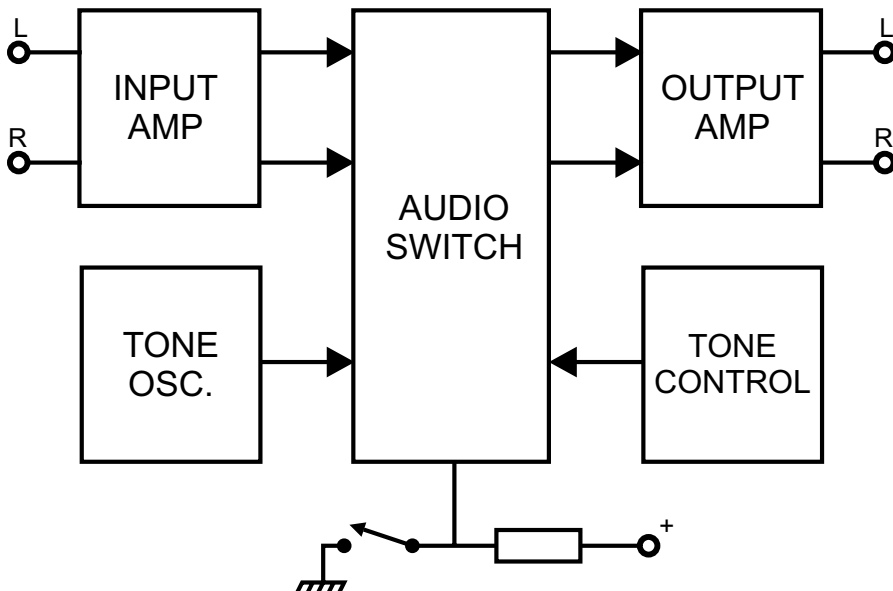 L
R
INPUT
AMP
AUDIO
SWITCH
OUTPUT
AMP
L
R
TONE
OSC.
TONE
CONTROL
+